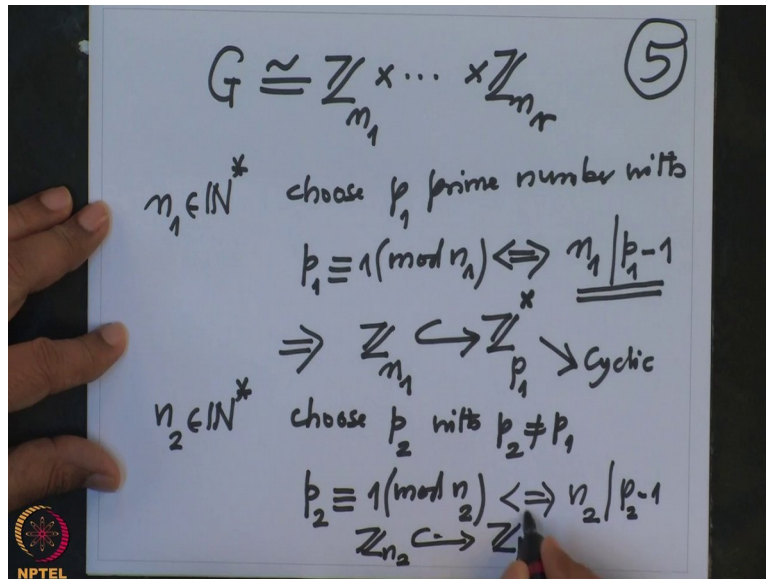 G ≅ ℤ_{n_1} × ⋯ × ℤ_{n_r} ⑤
n_1 ∈ ℕ^* choose p_1 prime number with
p_1 ≡ 1 (mod n_1) ⟺ n_1 | p_1 - 1
⇒ ℤ_{n_1} ↪ ℤ_{p_1}^* ↘ cyclic
n_2 ∈ ℕ^* choose p_2 with p_2 ≠ p_1
p_2 ≡ 1 (mod n_2) ⟺ n_2 | p_2 - 1
ℤ_{n_2} ↪ ℤ
NPTEL